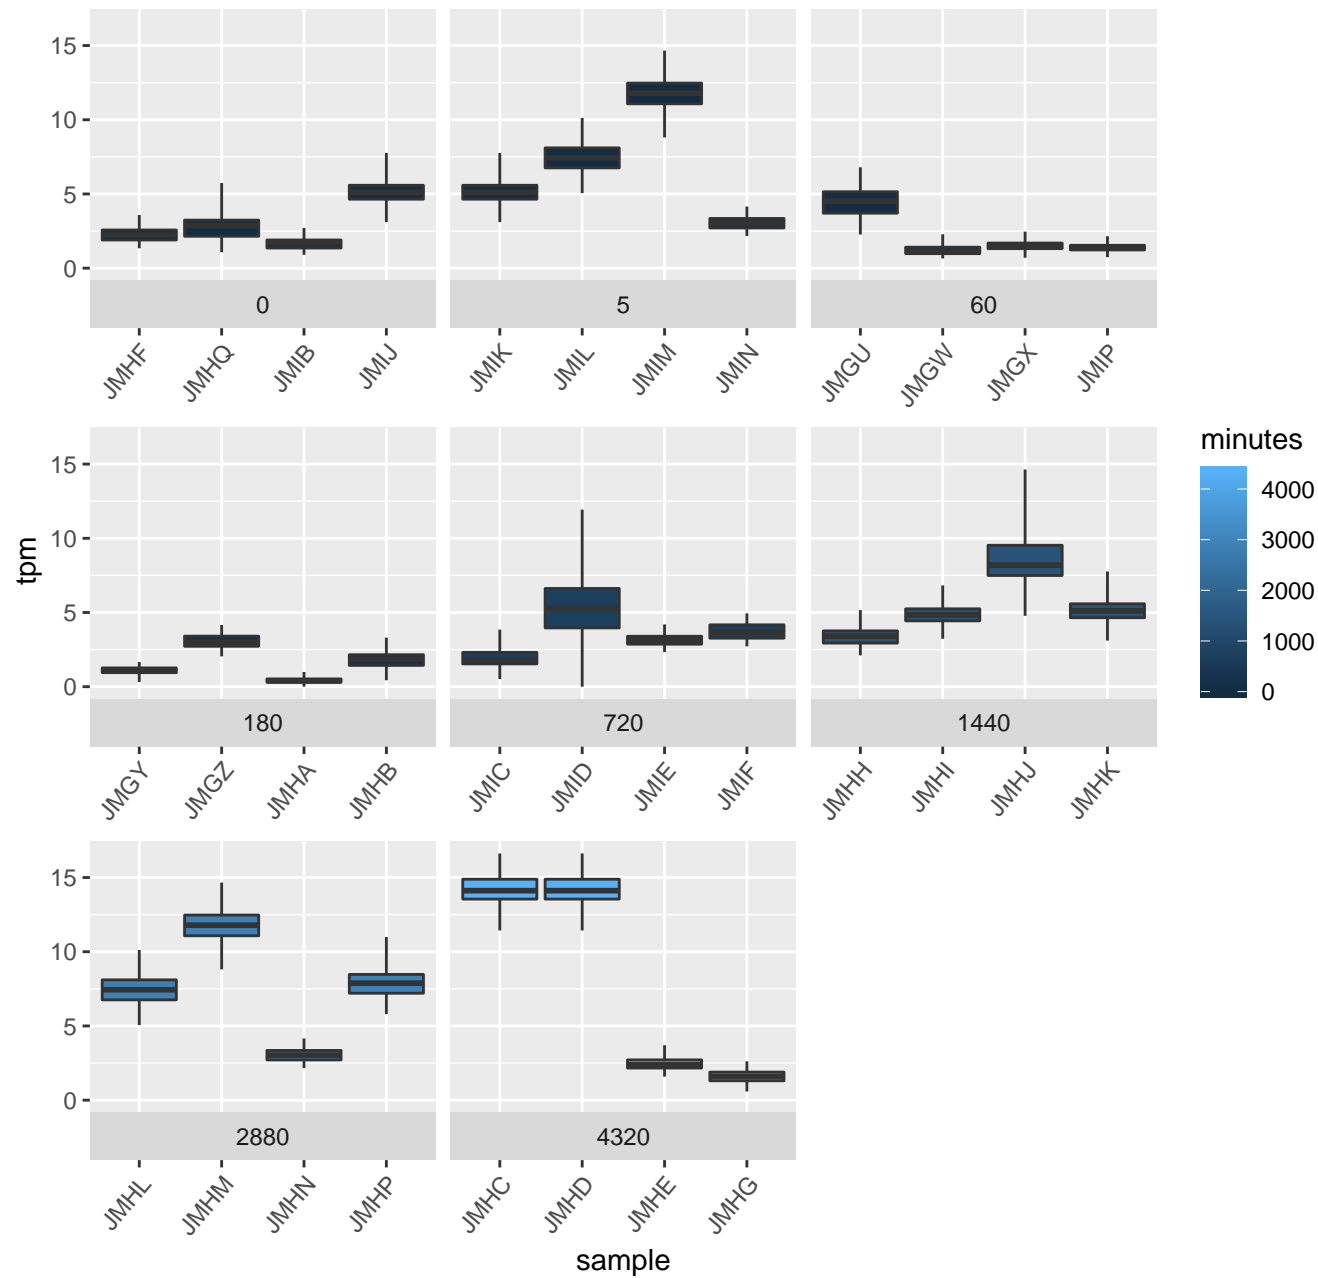 15
10
5
0
0
5
60
JMHF
JMHQ
JMIB
JMIJ
JMIK
JMIL
JMIM
JMIN
JMGU
JMGW
JMGX
JMIP
tpm
15
10
5
0
180
720
1440
JMGY
JMGZ
JMHA
JMHB
JMIC
JMID
JMIE
JMIF
JMHH
JMHI
JMHJ
JMHK
minutes
4000
3000
2000
1000
0
15
10
5
0
2880
4320
JMHL
JMHM
JMHN
JMHP
JMHC
JMHD
JMHE
JMHG
sample